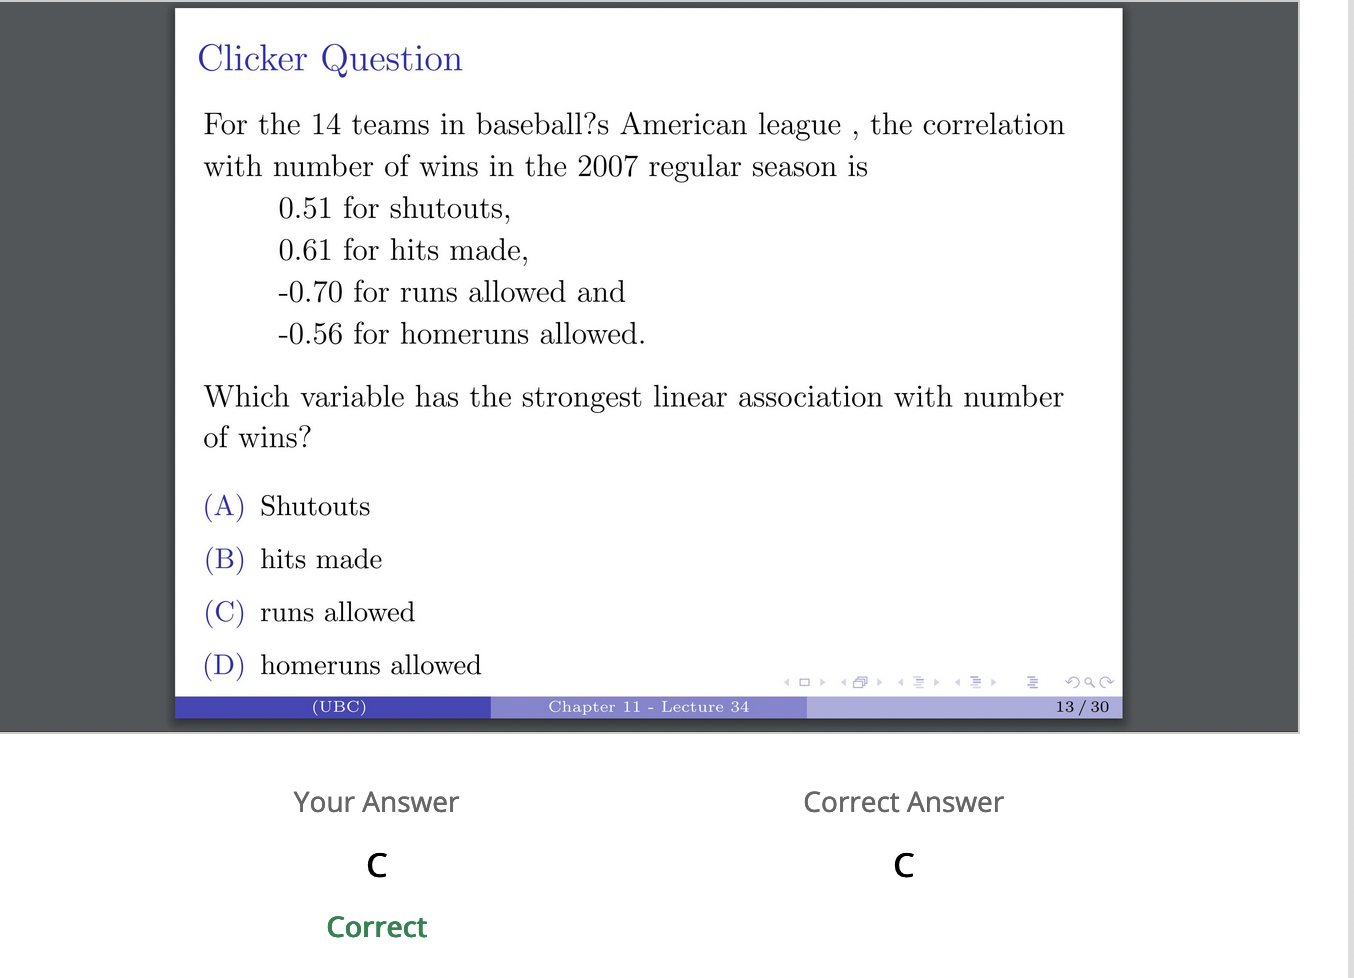 Clicker Question
For the 14 teams in baseball?s American league , the correlation
with number of wins in the 2007 regular season is
0.51 for shutouts,
0.61 for hits made,
-0.70 for runs allowed and
-0.56 for homeruns allowed.
Which variable has the strongest linear association with number
of wins?
(A) Shutouts
(B) hits made
(C) runs allowed
(D) homeruns allowed
(UBC) Chapter 11 - Lecture 34 13 / 30
Your Answer Correct Answer
C C
Correct